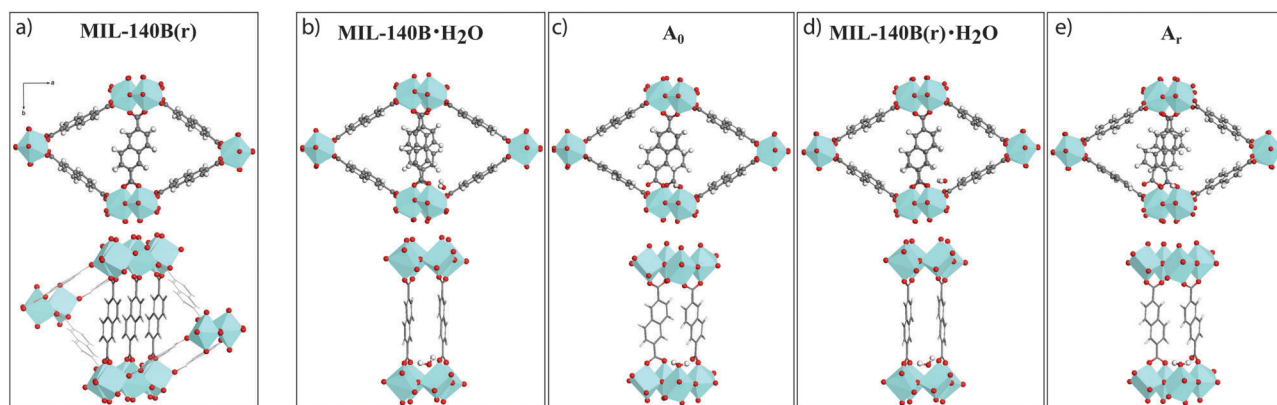 a)
MIL-140B(r)
a
b
b)
MIL-140B·H2O
c)
A0
d)
MIL-140B(r)·H2O
e)
Ar